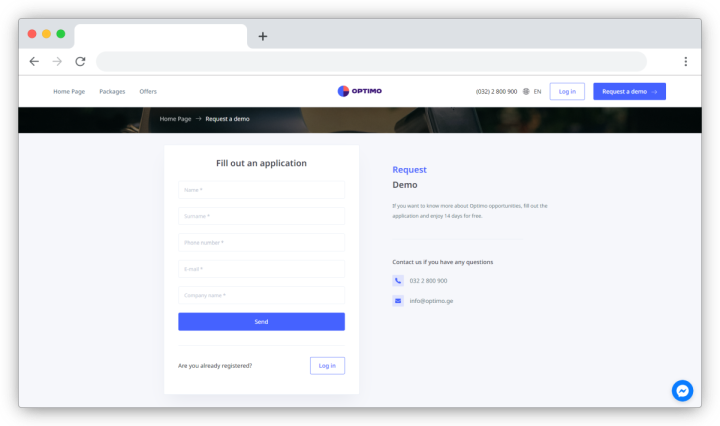 Home Page Packages Offers OPTIMO (032) 2 800 900 EN Log in Request a demo →
Home Page → Request a demo
Fill out an application
Name *
Surname *
Phone number *
E-mail *
Company name *
Send
Are you already registered? Log in
Request
Demo
If you want to know more about Optimo opportunities, fill out the
application and enjoy 14 days for free.
Contact us if you have any questions
032 2 800 900
info@optimo.ge